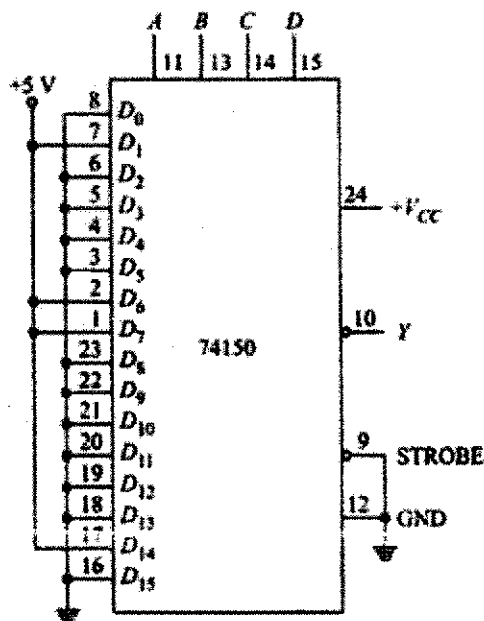 A B C D
11 13 14 15
+5 V
8 D0
7 D1
6 D2
5 D3
4 D4
3 D5
2 D6
1 D7
23 D8
22 D9
21 D10
20 D11
19 D12
18 D13
17 D14
16 D15
74150
24 +VCC
10 Y
9 STROBE
12 GND